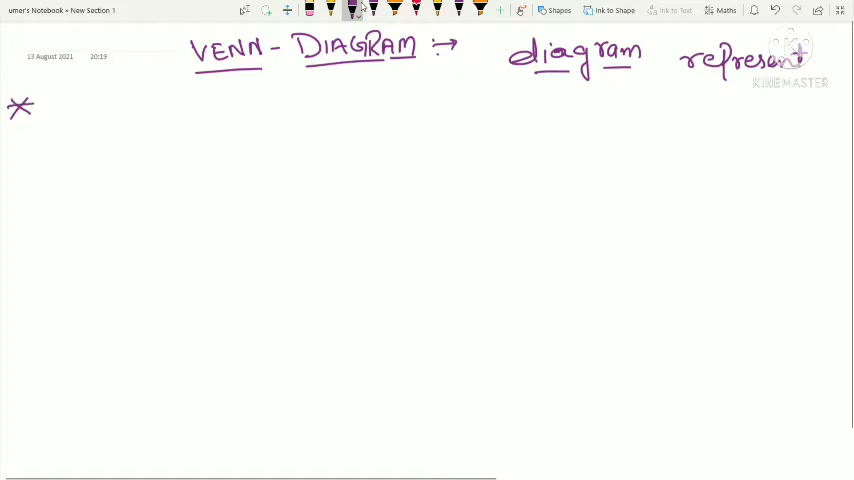 umer's Notebook » New Section 1
Shapes
Ink to Shape
Ink to Text
Maths
13 August 2021 20:19
VENN - DIAGRAM :→ diagram represent
KINEMASTER